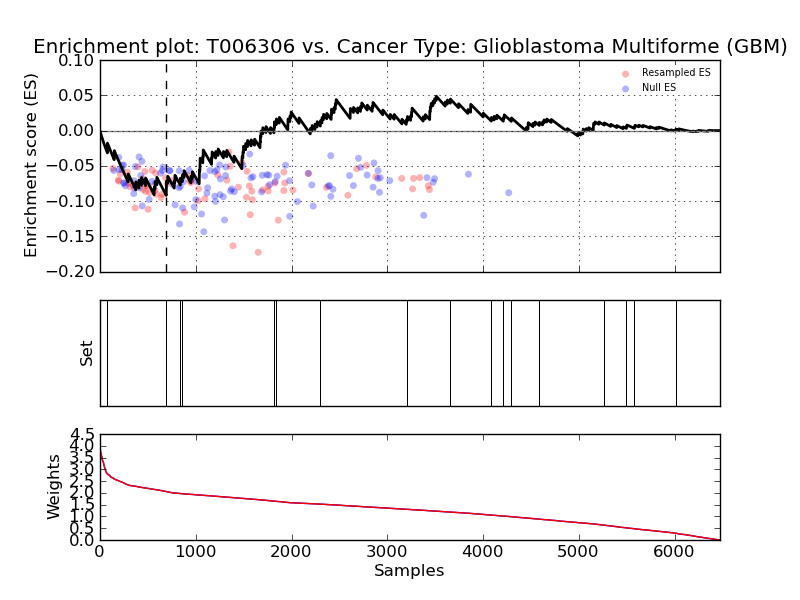 Enrichment plot: T006306 vs. Cancer Type: Glioblastoma Multiforme (GBM)
0.10
0.05
0.00
−0.05
−0.10
−0.15
−0.20
Enrichment score (ES)
Resampled ES
Null ES
Set
4.5
4.0
3.5
3.0
2.5
2.0
1.5
1.0
0.5
0.0
Weights
0 1000 2000 3000 4000 5000 6000
Samples